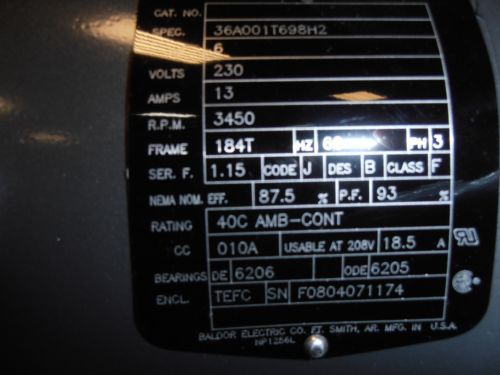 CAT. NO.
SPEC. 36A001T698H2
6
VOLTS 230
AMPS 13
R.P.M. 3450
FRAME 184T HZ 60 PH 3
SER. F. 1.15 CODE J DES B CLASS F
NEMA NOM. EFF. 87.5 % P.F. 93 %
RATING 40C AMB-CONT
CC 010A USABLE AT 208V 18.5 A
BEARINGS DE 6206 ODE 6205
ENCL. TEFC SN F0804071174
BALDOR ELECTRIC CO. FT. SMITH, AR. MFG. IN U.S.A.
NP1256L